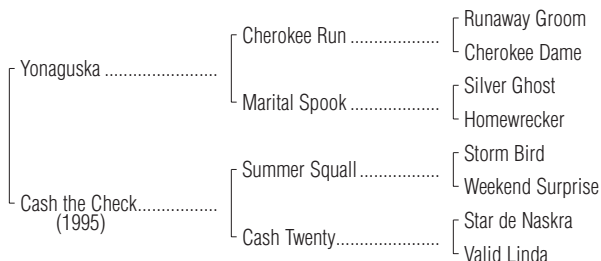 Runaway Groom
Cherokee Run ...................
Cherokee Dame
Yonaguska ........................
Silver Ghost
Marital Spook ...................
Homewrecker
Storm Bird
Summer Squall .................
Weekend Surprise
Cash the Check.................
(1995)
Star de Naskra
Cash Twenty......................
Valid Linda